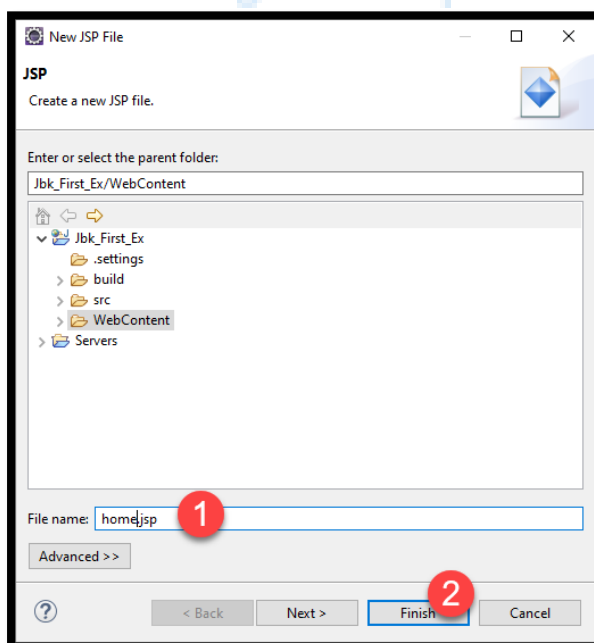 New JSP File
JSP
Create a new JSP file.
Enter or select the parent folder:
Jbk_First_Ex/WebContent
Jbk_First_Ex
.settings
build
src
WebContent
Servers
File name: home.jsp 1
Advanced >>
2
? < Back Next > Finish Cancel